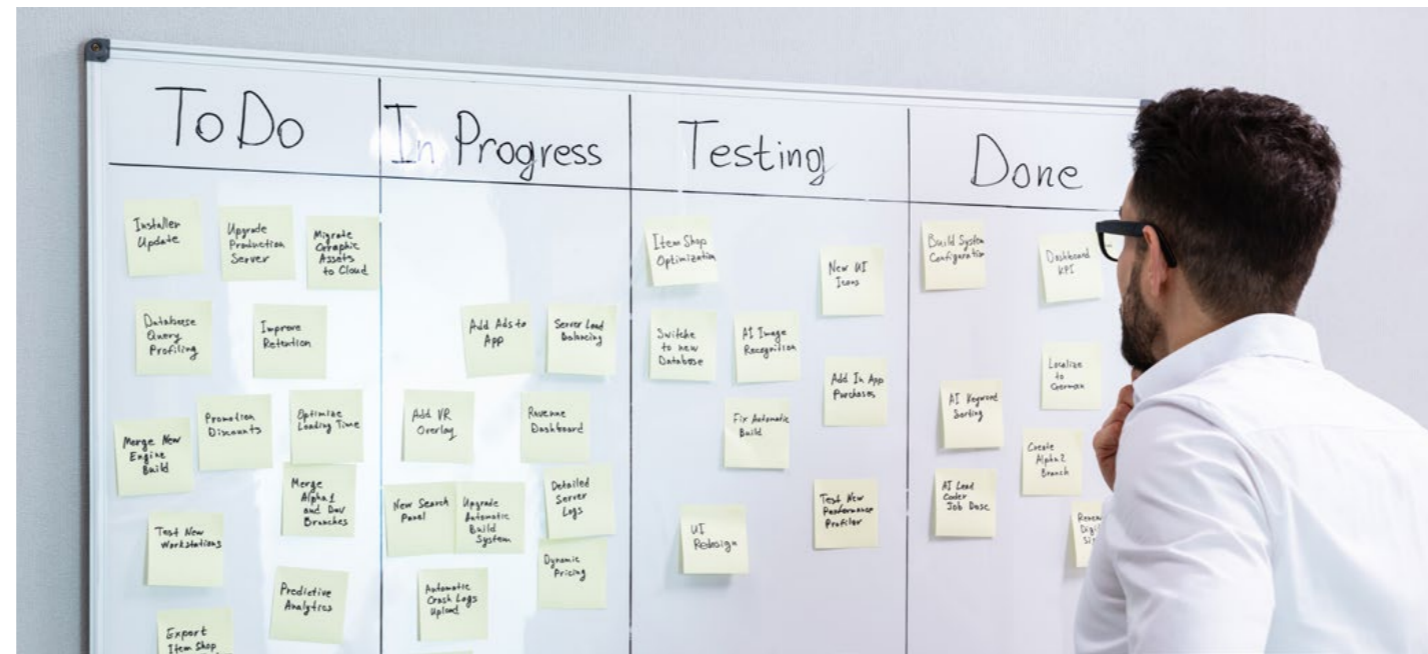 To Do
In Progress
Testing
Done
Installer
Update
Upgrade
Production
Server
Migrate
Graphic
Assets
to Cloud
Database
Query
Profiling
Improve
Retention
Merge New
Engine
Build
Promotion
Discounts
Optimize
Loading Time
Merge
Alpha1
and Dev
Branches
Test New
Workstations
Predictive
Analytics
Export
Item Shop
Add Ads to
App
Server Load
Balancing
Add VR
Overlay
Revenue
Dashboard
New Search
Panel
Upgrade
Automatic
Build
System
Detailed
Server
Logs
Dynamic
Pricing
Automatic
Crash Logs
Upload
Item Shop
Optimization
New UI
Icons
Switche
to new
Database
AI Image
Recognition
Add In App
Purchases
Fix Automatic
Build
UI
Redesign
Test New
Performance
Profiler
Build System
Configuration
Dashboard
KPI
Localize
to
German
AI Keyword
Sorting
Create
Alpha2
Branch
AI Lead
Coder
Job Desc